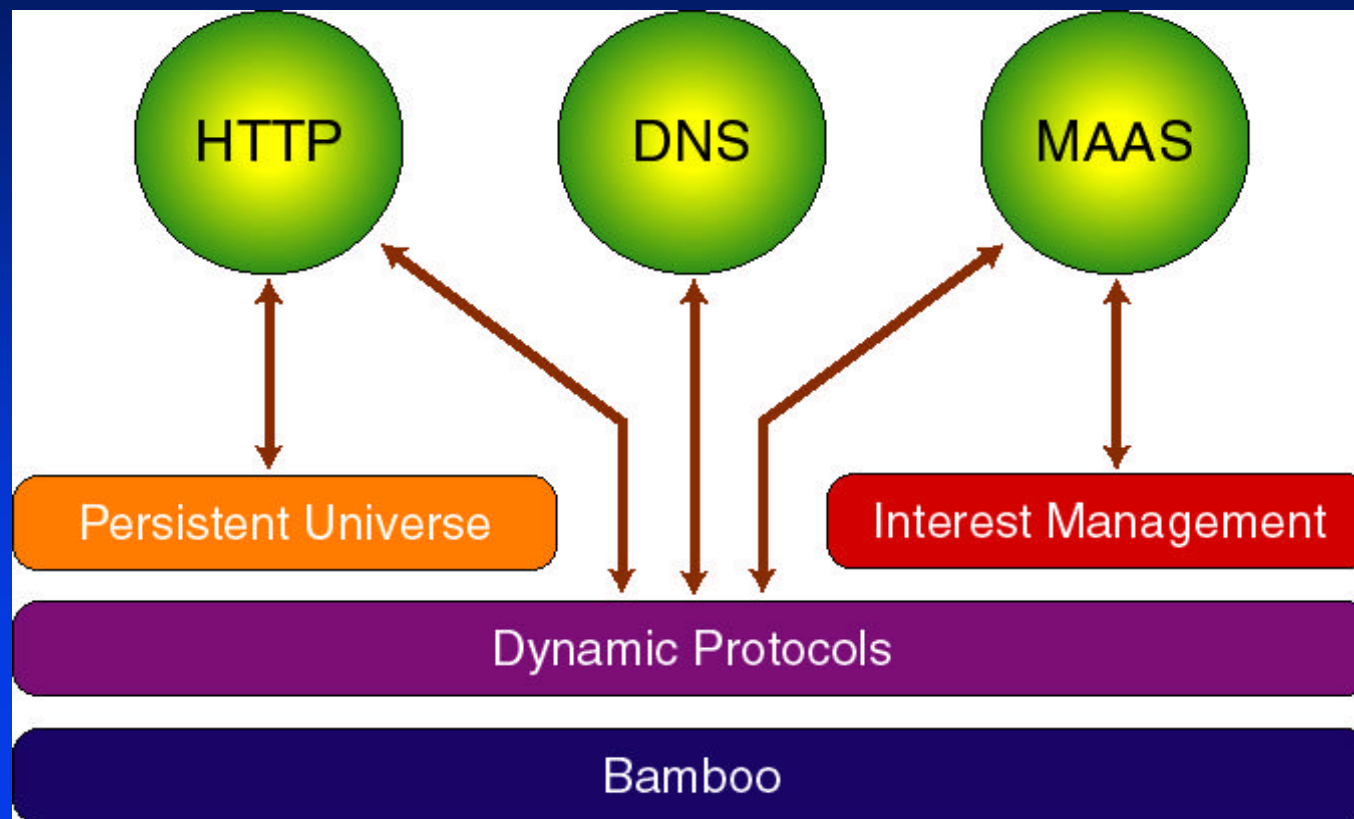 HTTP
DNS
MAAS
Persistent Universe
Interest Management
Dynamic Protocols
Bamboo